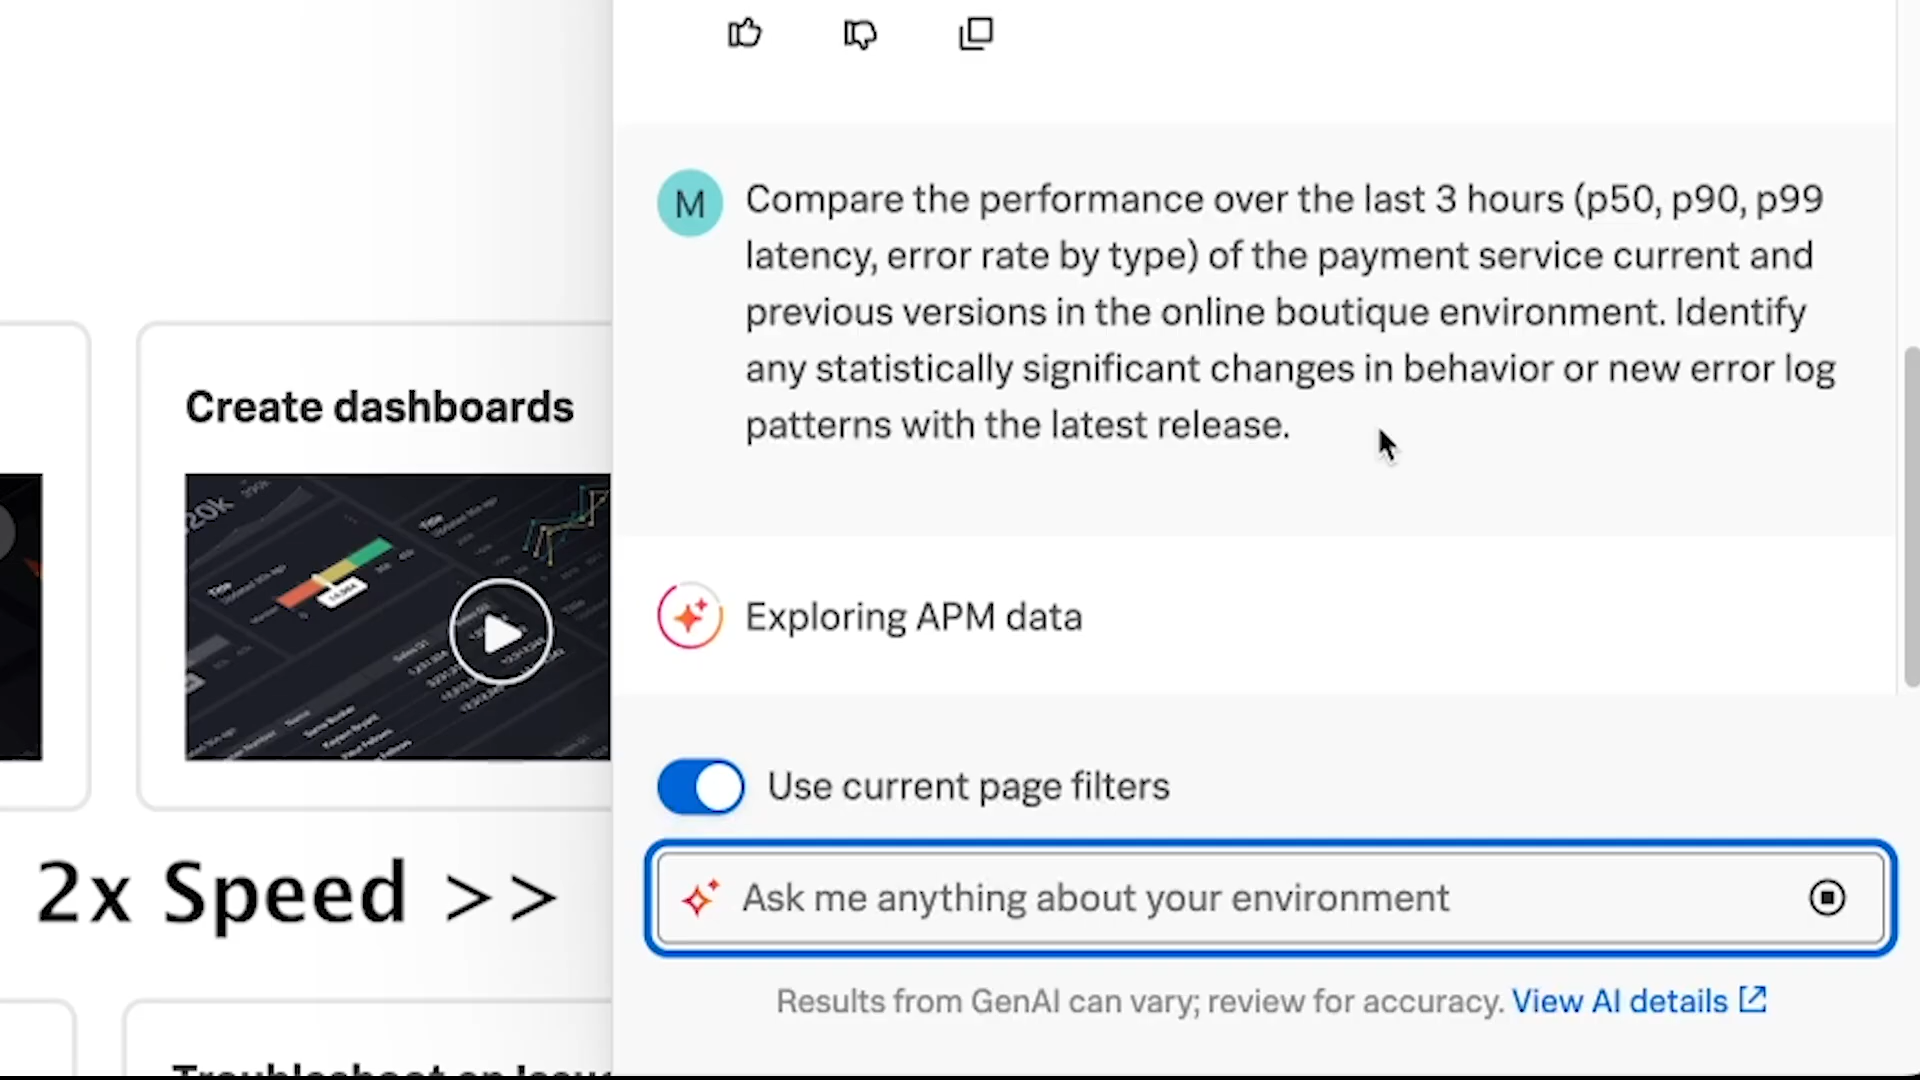 M
Compare the performance over the last 3 hours (p50, p90, p99
latency, error rate by type) of the payment service current and
previous versions in the online boutique environment. Identify
any statistically significant changes in behavior or new error log
patterns with the latest release.
Create dashboards
Exploring APM data
Use current page filters
2x Speed >>
Ask me anything about your environment
Results from GenAI can vary; review for accuracy. View AI details
Troubleshoot an